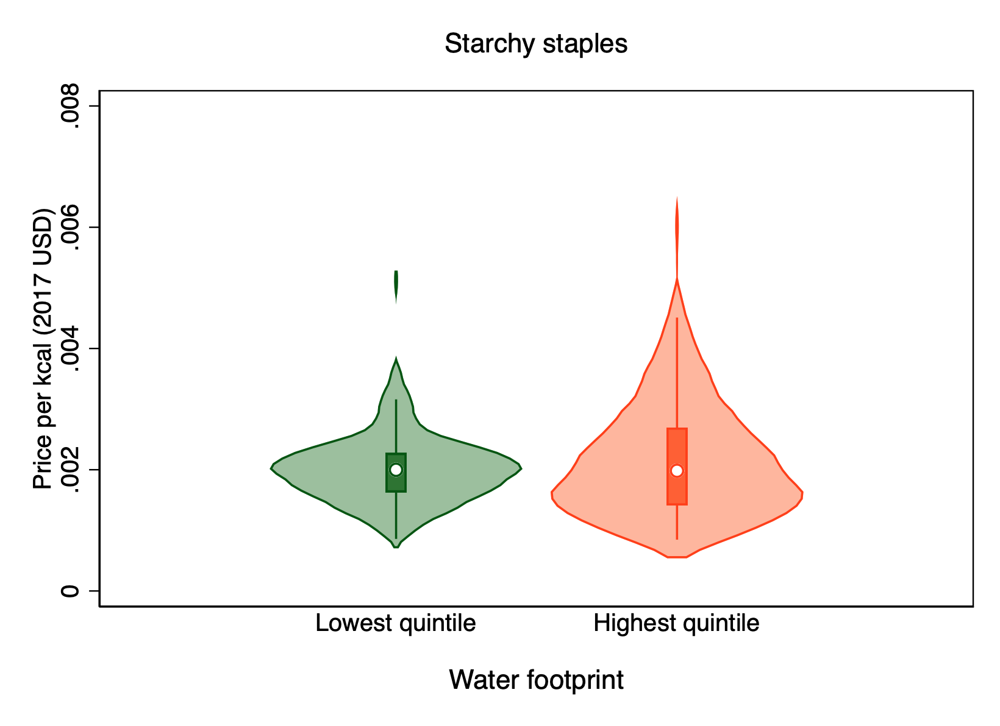 Starchy staples
Price per kcal (2017 USD)
.008
.006
.004
.002
0
Lowest quintile
Highest quintile
Water footprint